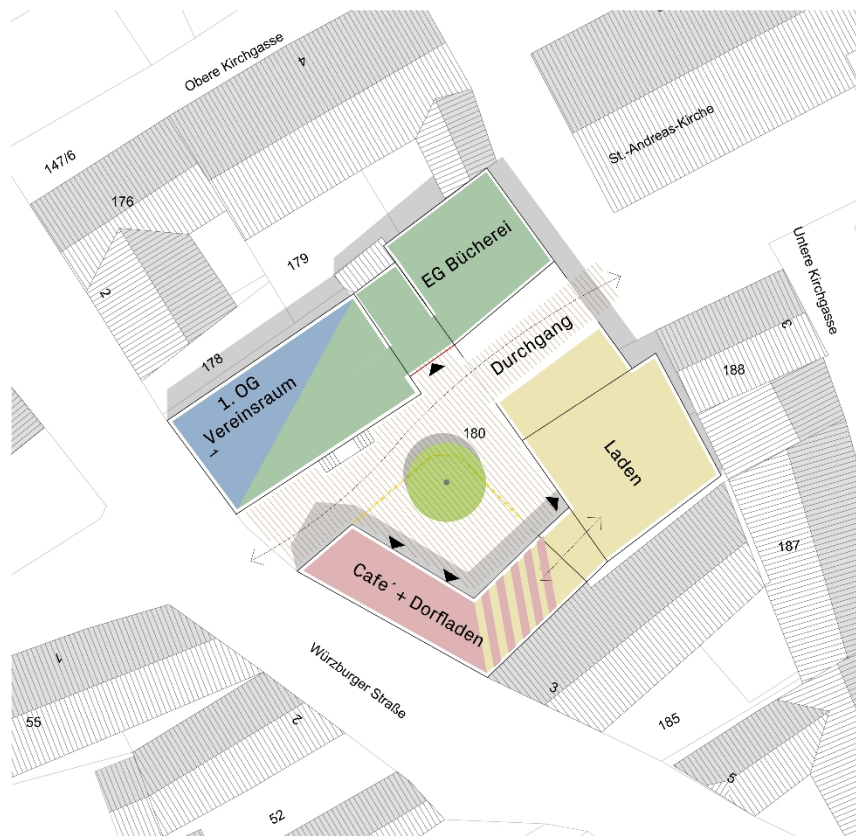 Obere Kirchgasse
4
147/6
St.-Andreas-Kirche
176
EG Bücherei
179
Untere Kirchgasse
2
Durchgang
3
178
1. OG
Vereinsraum
1
188
180
Laden
187
Cafe´ + Dorfladen
Würzburger Straße
1
3
55
2
185
5
52